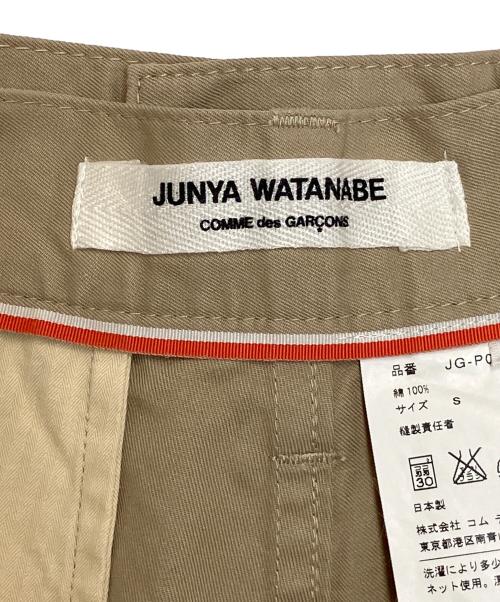 JUNYA WATANABE
COMME des GARÇONS
品番 JG-P0
綿 100%
サイズ S
縫製責任者
30
日本製
株式会社 コム
東京都港区南青
洗濯により多少
ネット使用。